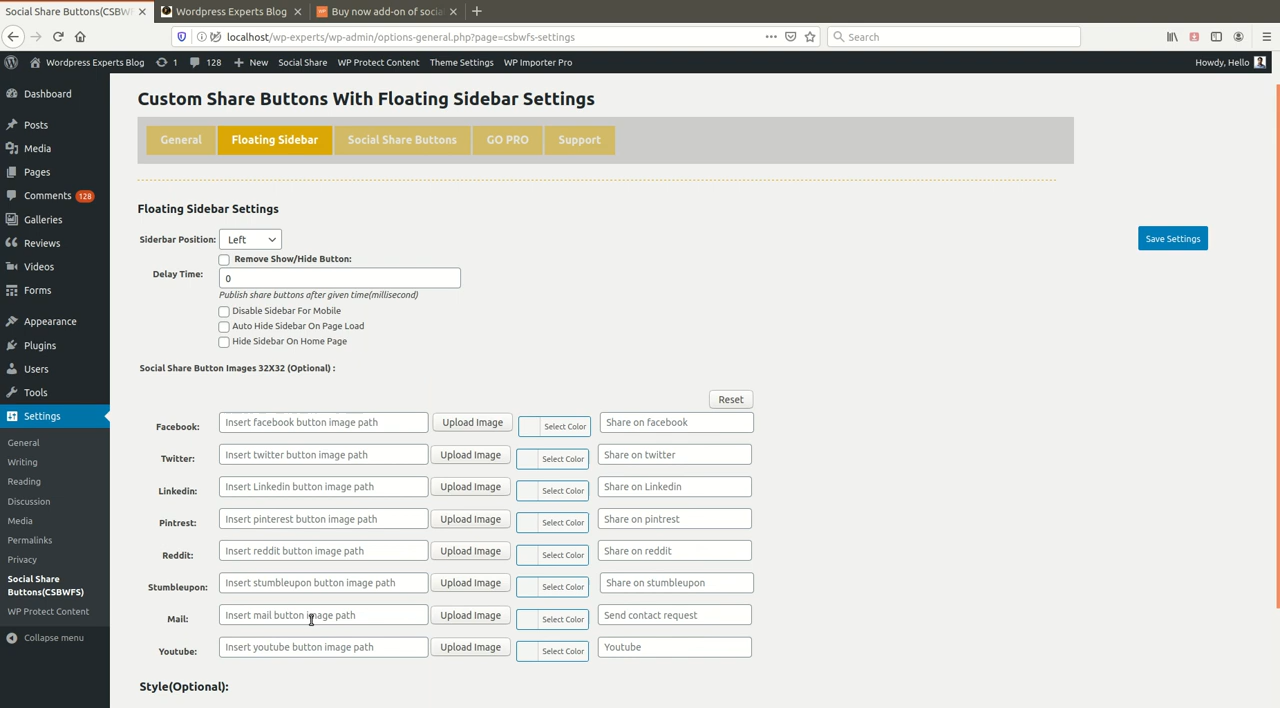 Social Share Buttons(CSBWF
Wordpress Experts Blog
Buy now add-on of socia
localhost/wp-experts/wp-admin/options-general.php?page=csbwfs-settings
Search
Wordpress Experts Blog
1
128
New
Social Share
WP Protect Content
Theme Settings
WP Importer Pro
Howdy, Hello
Dashboard
Posts
Media
Pages
Comments 128
Galleries
Reviews
Videos
Forms
Appearance
Plugins
Users
Tools
Settings
General
Writing
Reading
Discussion
Media
Permalinks
Privacy
Social Share
Buttons(CSBWFS)
WP Protect Content
Collapse menu
Custom Share Buttons With Floating Sidebar Settings
General
Floating Sidebar
Social Share Buttons
GO PRO
Support
Floating Sidebar Settings
Siderbar Position: Left
Save Settings
Remove Show/Hide Button:
Delay Time: 0
Publish share buttons after given time(millisecond)
Disable Sidebar For Mobile
Auto Hide Sidebar On Page Load
Hide Sidebar On Home Page
Social Share Button Images 32X32 (Optional) :
Reset
Facebook: Insert facebook button image path Upload Image Select Color Share on facebook
Twitter: Insert twitter button image path Upload Image Select Color Share on twitter
Linkedin: Insert Linkedin button image path Upload Image Select Color Share on Linkedin
Pintrest: Insert pinterest button image path Upload Image Select Color Share on pintrest
Reddit: Insert reddit button image path Upload Image Select Color Share on reddit
Stumbleupon: Insert stumbleupon button image path Upload Image Select Color Share on stumbleupon
Mail: Insert mail button image path Upload Image Select Color Send contact request
Youtube: Insert youtube button image path Upload Image Select Color Youtube
Style(Optional):